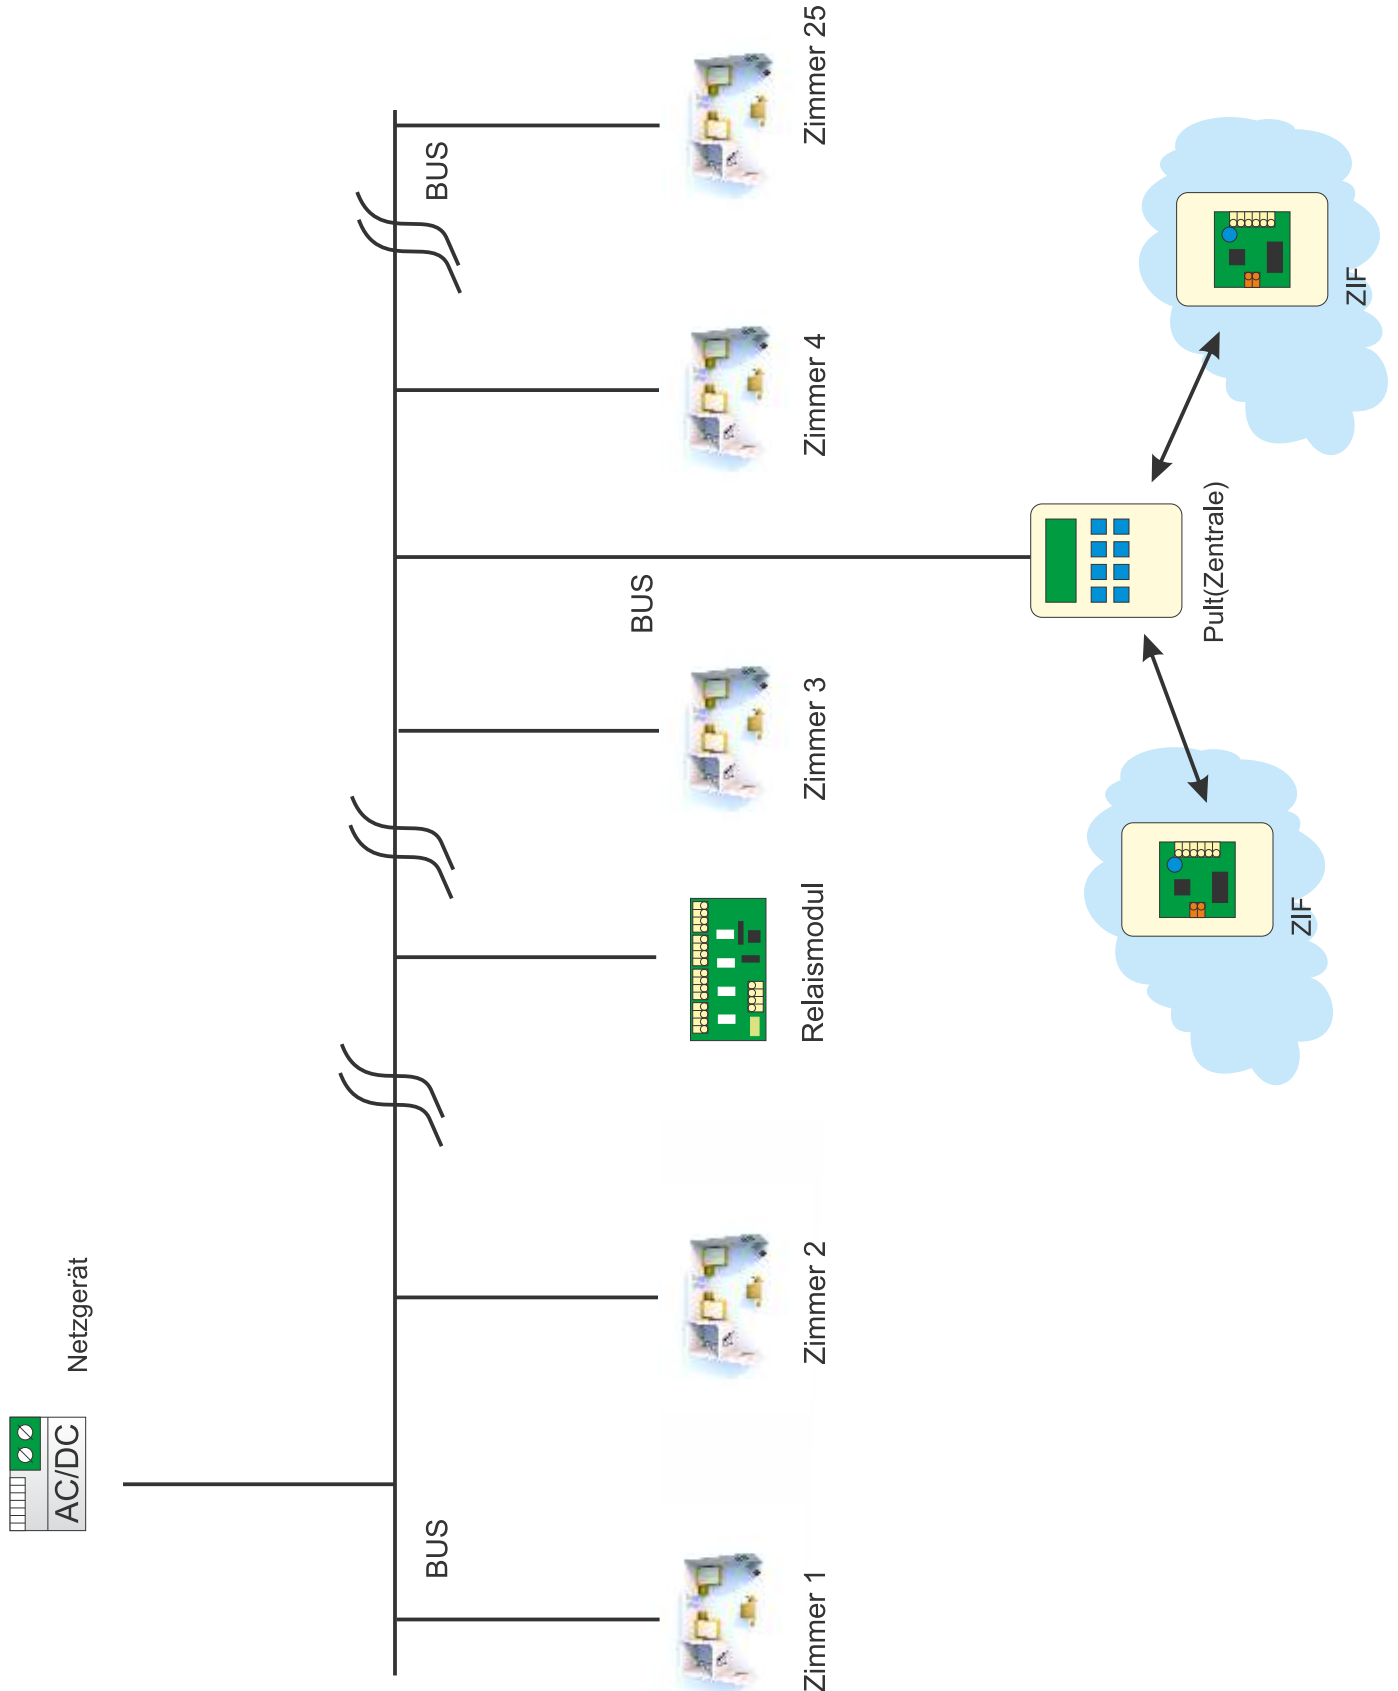 AC/DC
Netzgerät
BUS
BUS
BUS
Zimmer 1
Zimmer 2
Relaismodul
Zimmer 3
Zimmer 4
Zimmer 25
Pult(Zentrale)
ZIF
ZIF